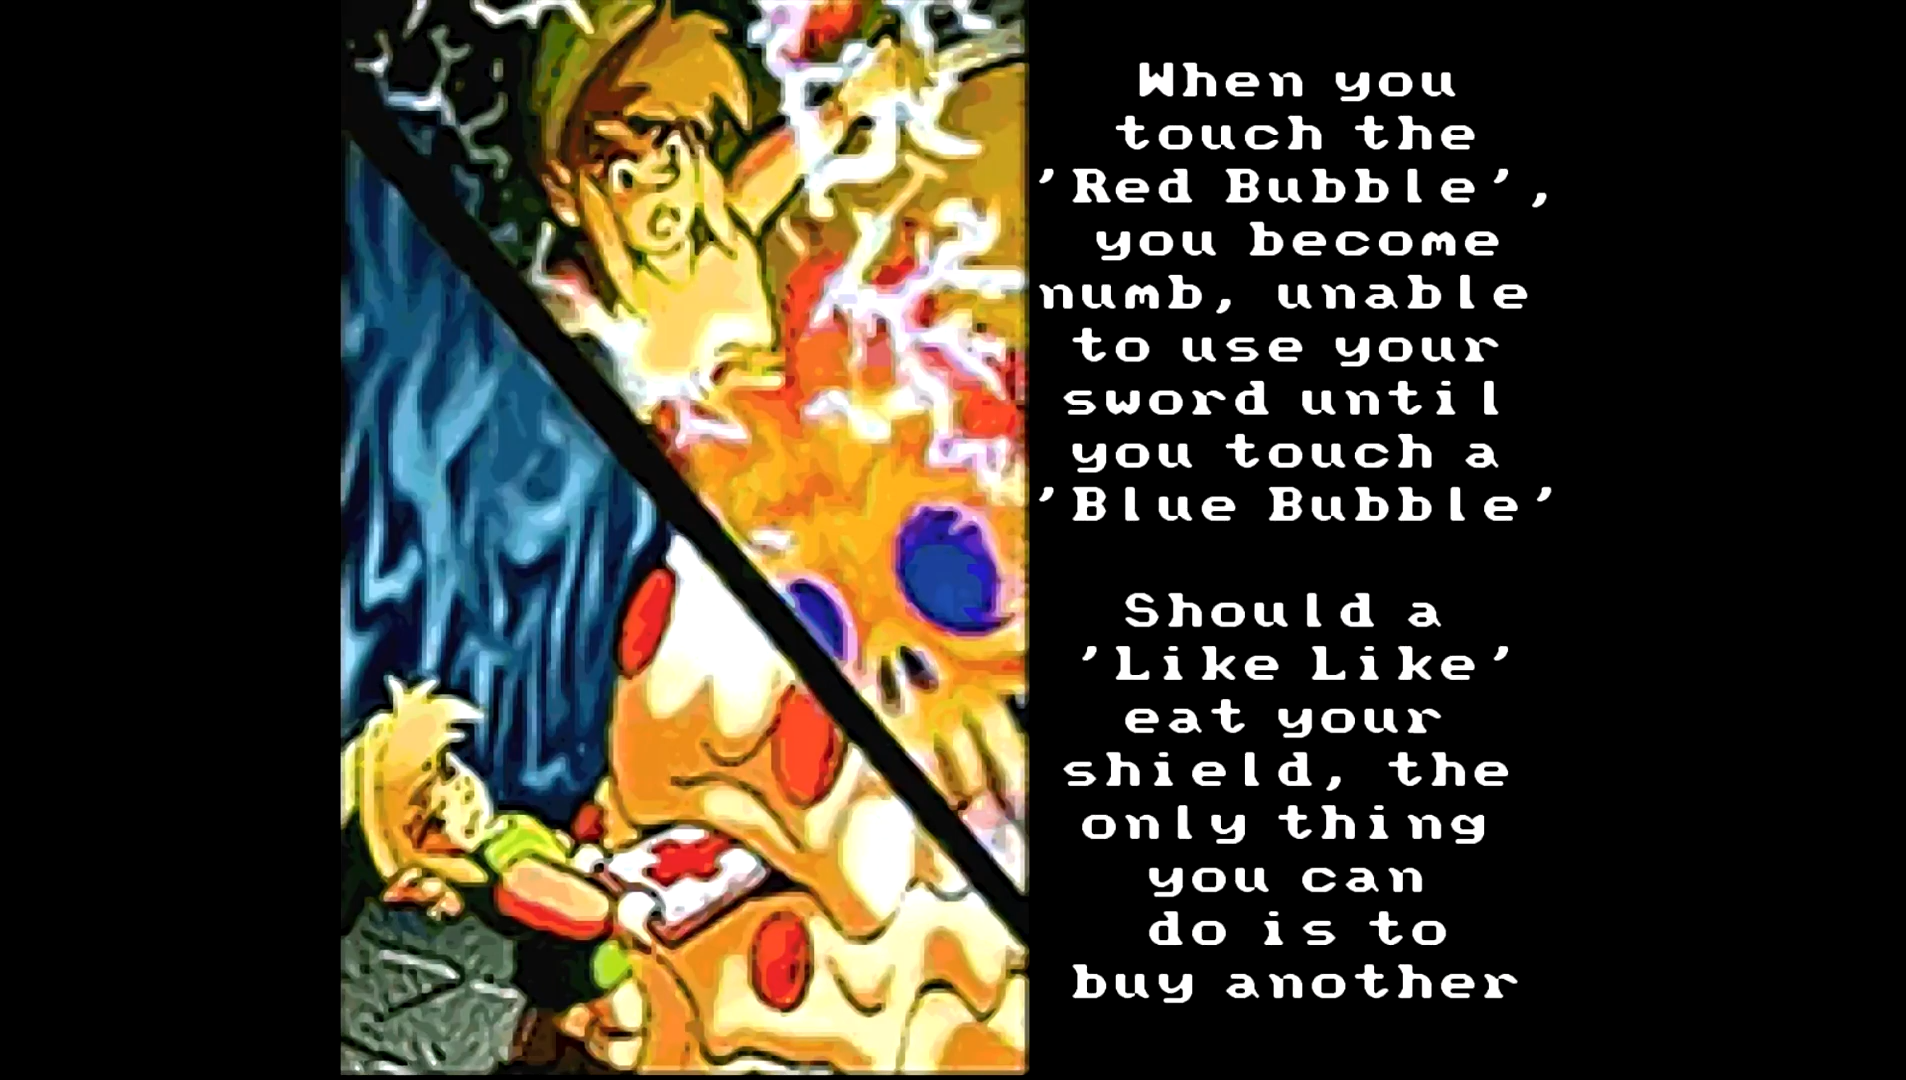 When you
touch the
'Red Bubble',
you become
numb, unable
to use your
sword until
you touch a
'Blue Bubble'
Should a
'Like Like'
eat your
shield, the
only thing
you can
do is to
buy another